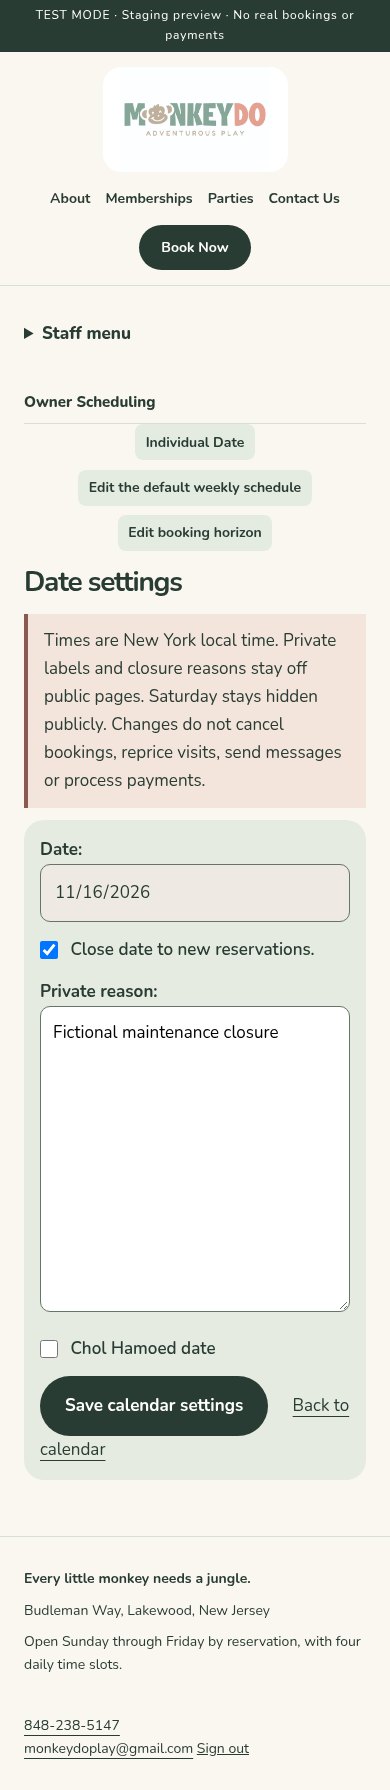 TEST MODE · Staging preview · No real bookings or
payments
MONKEYDO
ADVENTUROUS PLAY
About Memberships Parties Contact Us
Book Now
Staff menu
Owner Scheduling
Individual Date
Edit the default weekly schedule
Edit booking horizon
Date settings
Times are New York local time. Private
labels and closure reasons stay off
public pages. Saturday stays hidden
publicly. Changes do not cancel
bookings, reprice visits, send messages
or process payments.
Date:
11/16/2026
Close date to new reservations.
Private reason:
Fictional maintenance closure
Chol Hamoed date
Save calendar settings Back to
calendar
Every little monkey needs a jungle.
Budleman Way, Lakewood, New Jersey
Open Sunday through Friday by reservation, with four
daily time slots.
848-238-5147
monkeydoplay@gmail.com Sign out